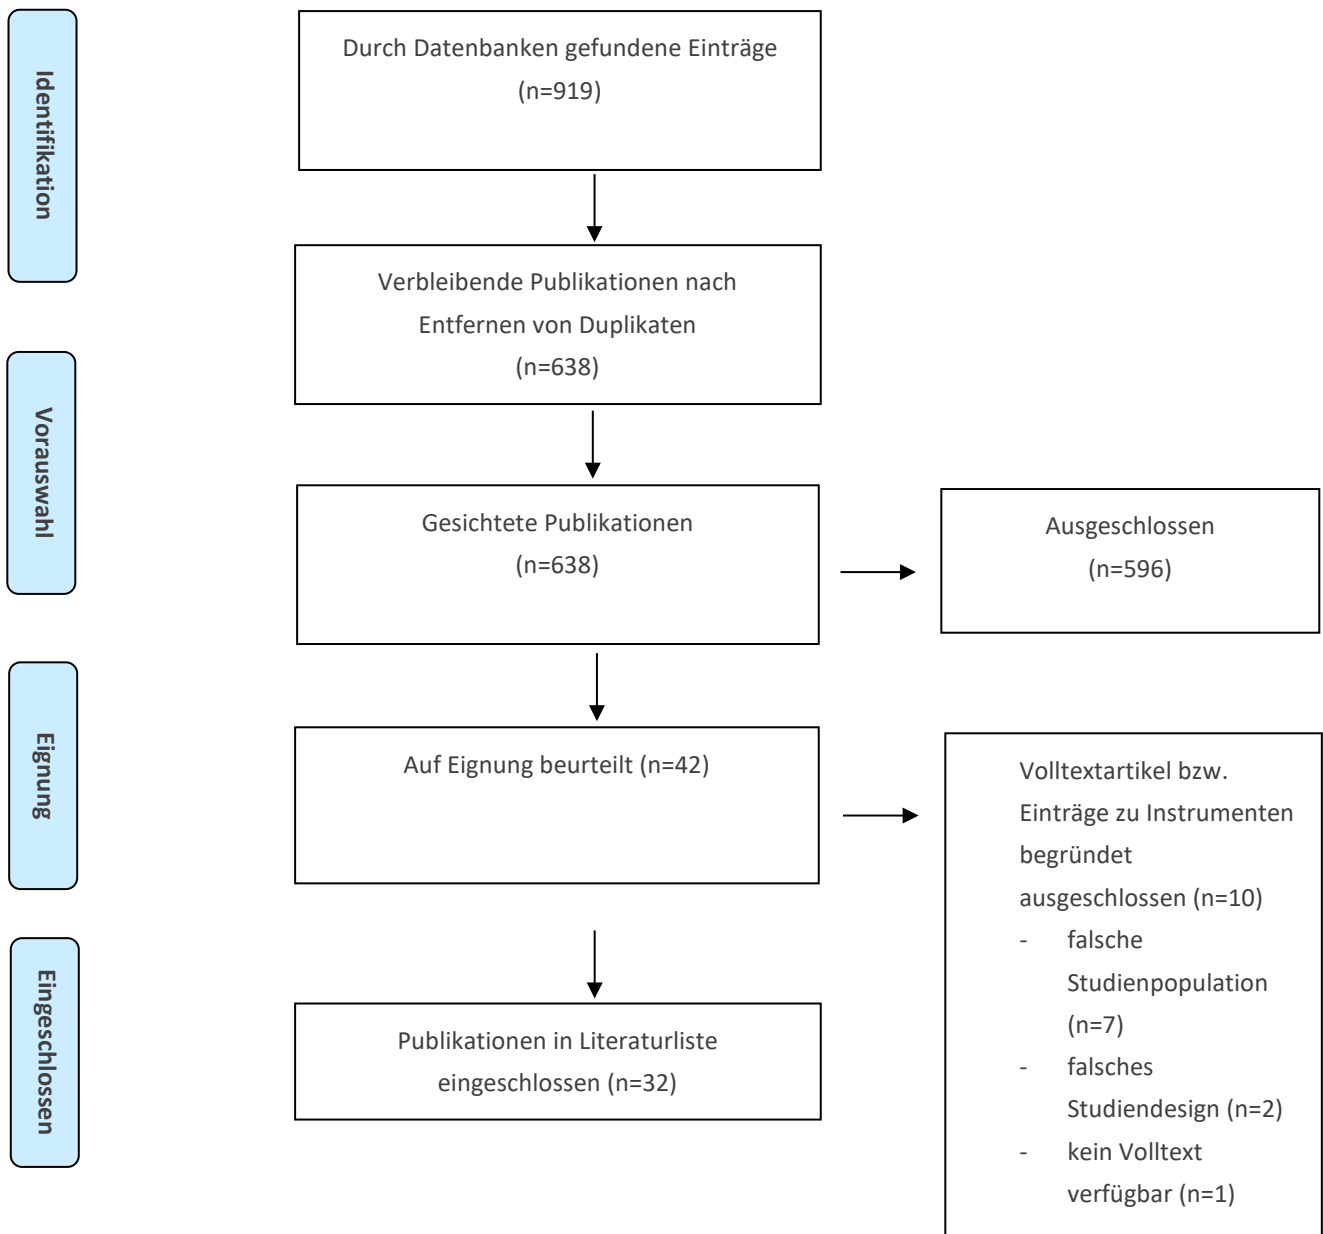 Identifikation
Durch Datenbanken gefundene Einträge
(n=919)
Verbleibende Publikationen nach
Entfernen von Duplikaten
(n=638)
Vorauswahl
Gesichtete Publikationen
(n=638)
Ausgeschlossen
(n=596)
Eignung
Auf Eignung beurteilt (n=42)
Volltextartikel bzw.
Einträge zu Instrumenten
begründet
ausgeschlossen (n=10)
- falsche
Studienpopulation
(n=7)
- falsches
Studiendesign (n=2)
- kein Volltext
verfügbar (n=1)
Eingeschlossen
Publikationen in Literaturliste
eingeschlossen (n=32)